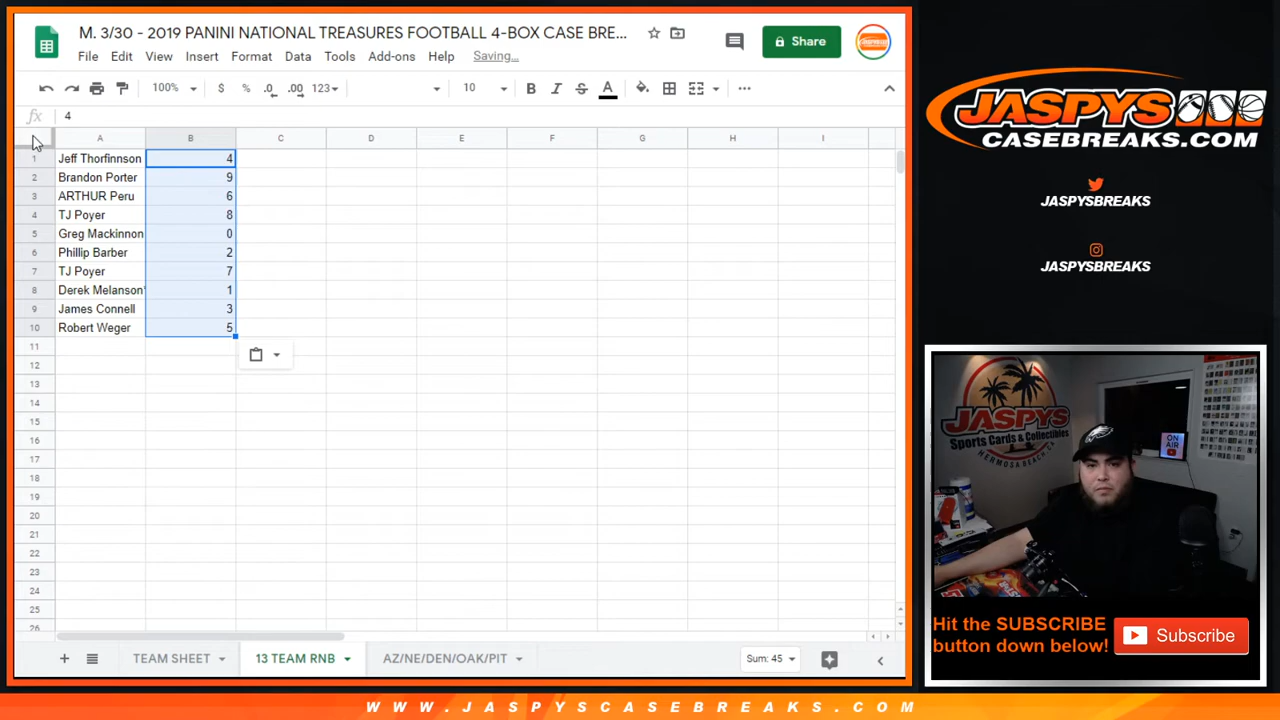 M. 3/30 - 2019 PANINI NATIONAL TREASURES FOOTBALL 4-BOX CASE BRE...
File Edit View Insert Format Data Tools Add-ons Help Saving...
Share
100% $ % .0 .00 123 10 B I S A
fx 4
A B C D E F G H I
1 Jeff Thorfinnson 4
2 Brandon Porter 9
3 ARTHUR Peru 6
4 TJ Poyer 8
5 Greg Mackinnon 0
6 Phillip Barber 2
7 TJ Poyer 7
8 Derek Melanson* 1
9 James Connell 3
10 Robert Weger 5
11
12
13
14
15
16
17
18
19
20
21
22
23
24
25
26
+ TEAM SHEET 13 TEAM RNB AZ/NE/DEN/OAK/PIT Sum: 45
JASPYS
CASEBREAKS.COM
JASPYSBREAKS
JASPYSBREAKS
JASPYS
Sports Cards & Collectibles
HERMOSA BEACH, CA
ON
AIR
Hit the SUBSCRIBE
button down below!
Subscribe
WWW.JASPYSCASEBREAKS.COM